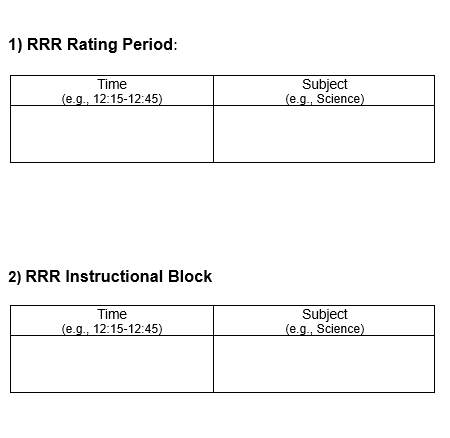 1) RRR Rating Period:
Time Subject
(e.g., 12:15-12:45) (e.g., Science)
2) RRR Instructional Block
Time Subject
(e.g., 12:15-12:45) (e.g., Science)